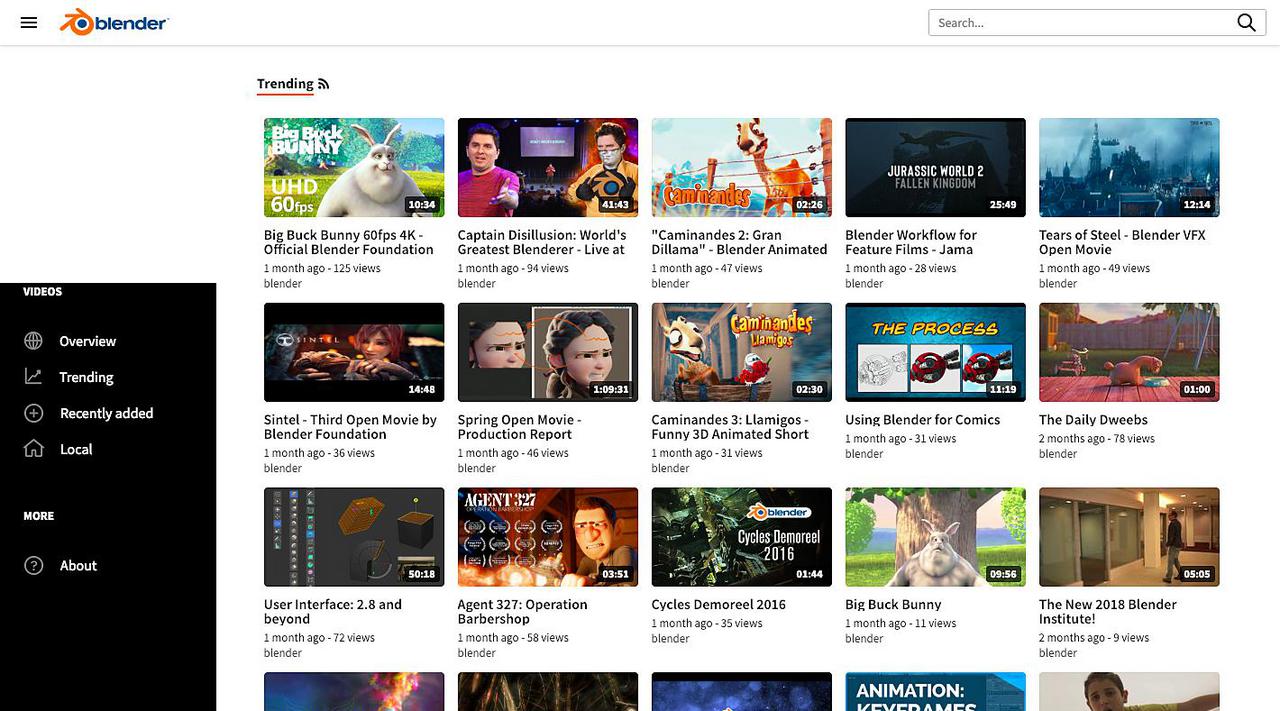 blender
Search...
Trending
Big Buck
BUNNY
UHD
60fps
10:34
41:43
Caminandes
02:26
JURASSIC WORLD 2
FALLEN KINGDOM
25:49
12:14
Big Buck Bunny 60fps 4K -
Official Blender Foundation
1 month ago - 125 views
blender
Captain Disillusion: World's
Greatest Blenderer - Live at
1 month ago - 94 views
blender
"Caminandes 2: Gran
Dillama" - Blender Animated
1 month ago - 47 views
blender
Blender Workflow for
Feature Films - Jama
1 month ago - 28 views
blender
Tears of Steel - Blender VFX
Open Movie
1 month ago - 49 views
blender
VIDEOS
Overview
Trending
Recently added
Local
MORE
About
SINTEL
14:48
1:09:31
Caminandes
Llamigos
02:30
THE PROCESS
11:19
01:00
Sintel - Third Open Movie by
Blender Foundation
1 month ago - 36 views
blender
Spring Open Movie -
Production Report
1 month ago - 46 views
blender
Caminandes 3: Llamigos -
Funny 3D Animated Short
1 month ago - 31 views
blender
Using Blender for Comics
1 month ago - 31 views
blender
The Daily Dweebs
2 months ago - 78 views
blender
50:18
AGENT 327
OPERATION BARBERSHOP
03:51
blender
Cycles Demoreel
2016
01:44
09:56
05:05
User Interface: 2.8 and
beyond
1 month ago - 72 views
blender
Agent 327: Operation
Barbershop
1 month ago - 58 views
blender
Cycles Demoreel 2016
1 month ago - 35 views
blender
Big Buck Bunny
1 month ago - 11 views
blender
The New 2018 Blender
Institute!
2 months ago - 9 views
blender
ANIMATION:
KEYFRAMES